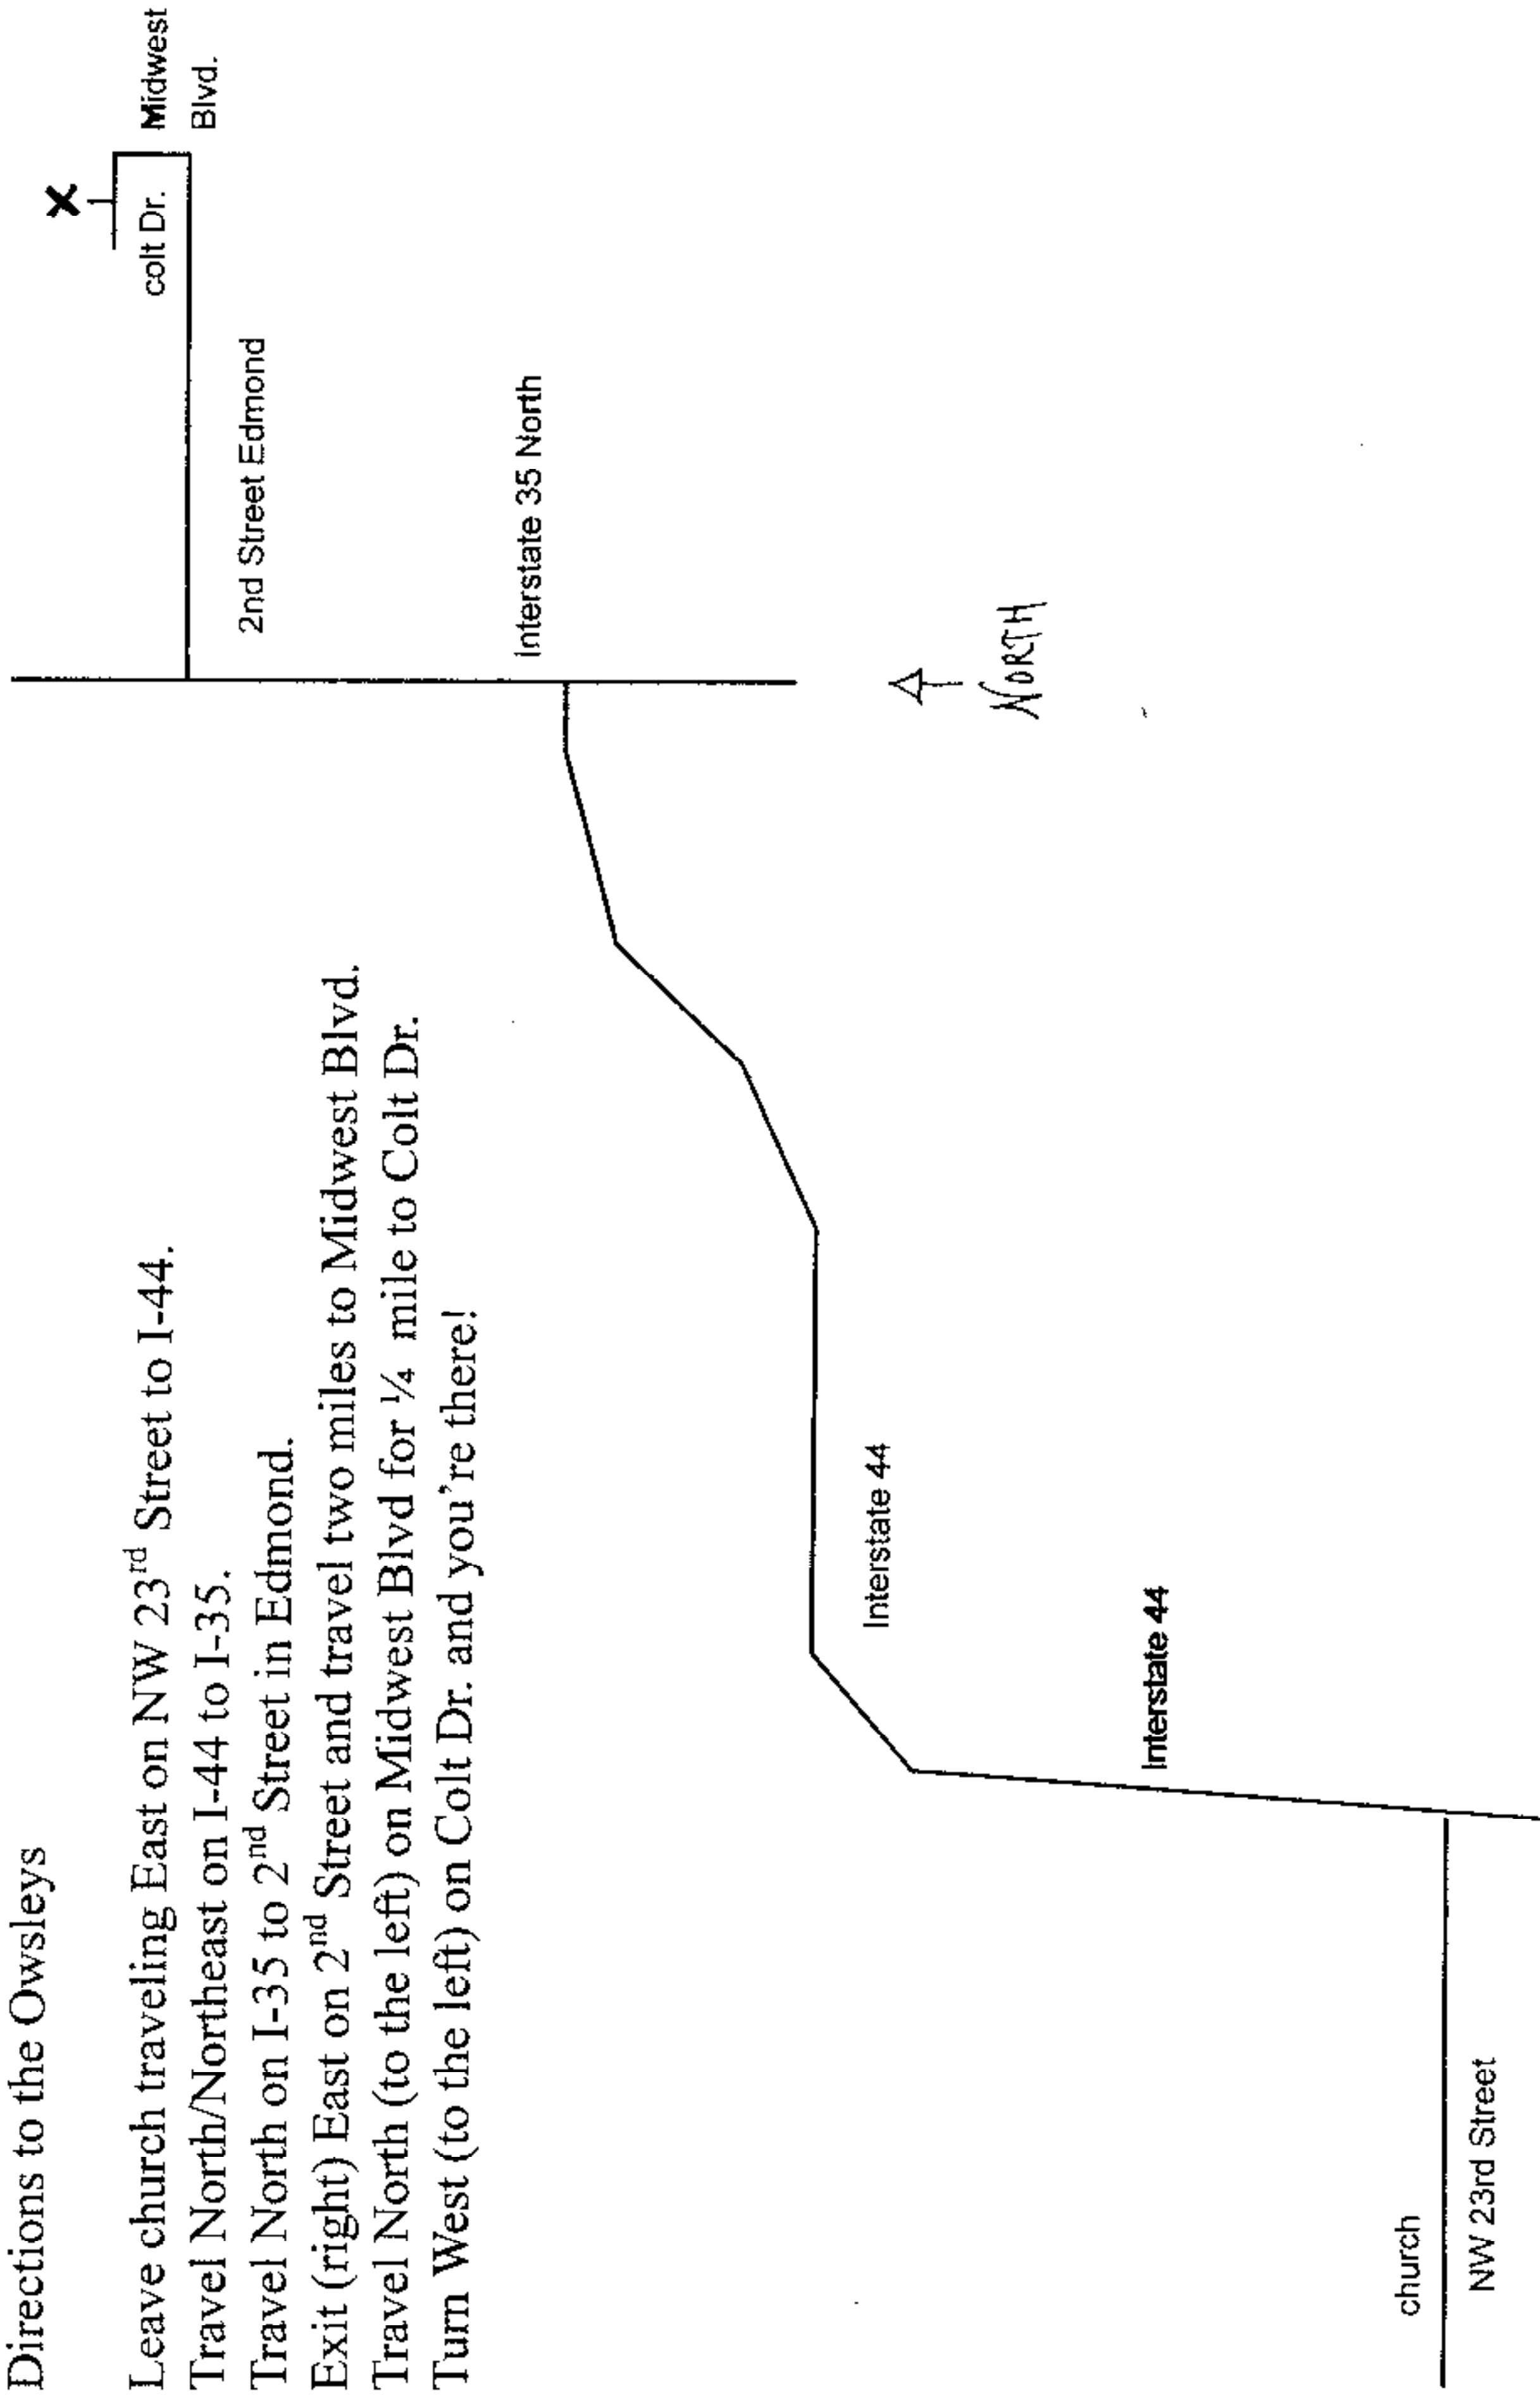 Directions to the Owsleys
Leave church traveling East on NW 23rd Street to I-44.
Travel North/Northeast on I-44 to I-35.
Travel North on I-35 to 2nd Street in Edmond.
Exit (right) East on 2nd Street and travel two miles to Midwest Blvd.
Travel North (to the left) on Midwest Blvd for ¼ mile to Colt Dr.
Turn West (to the left) on Colt Dr. and you're there!
X
colt Dr.
Midwest
Blvd.
2nd Street Edmond
Interstate 35 North
NORTH
Interstate 44
Interstate 44
church
NW 23rd Street